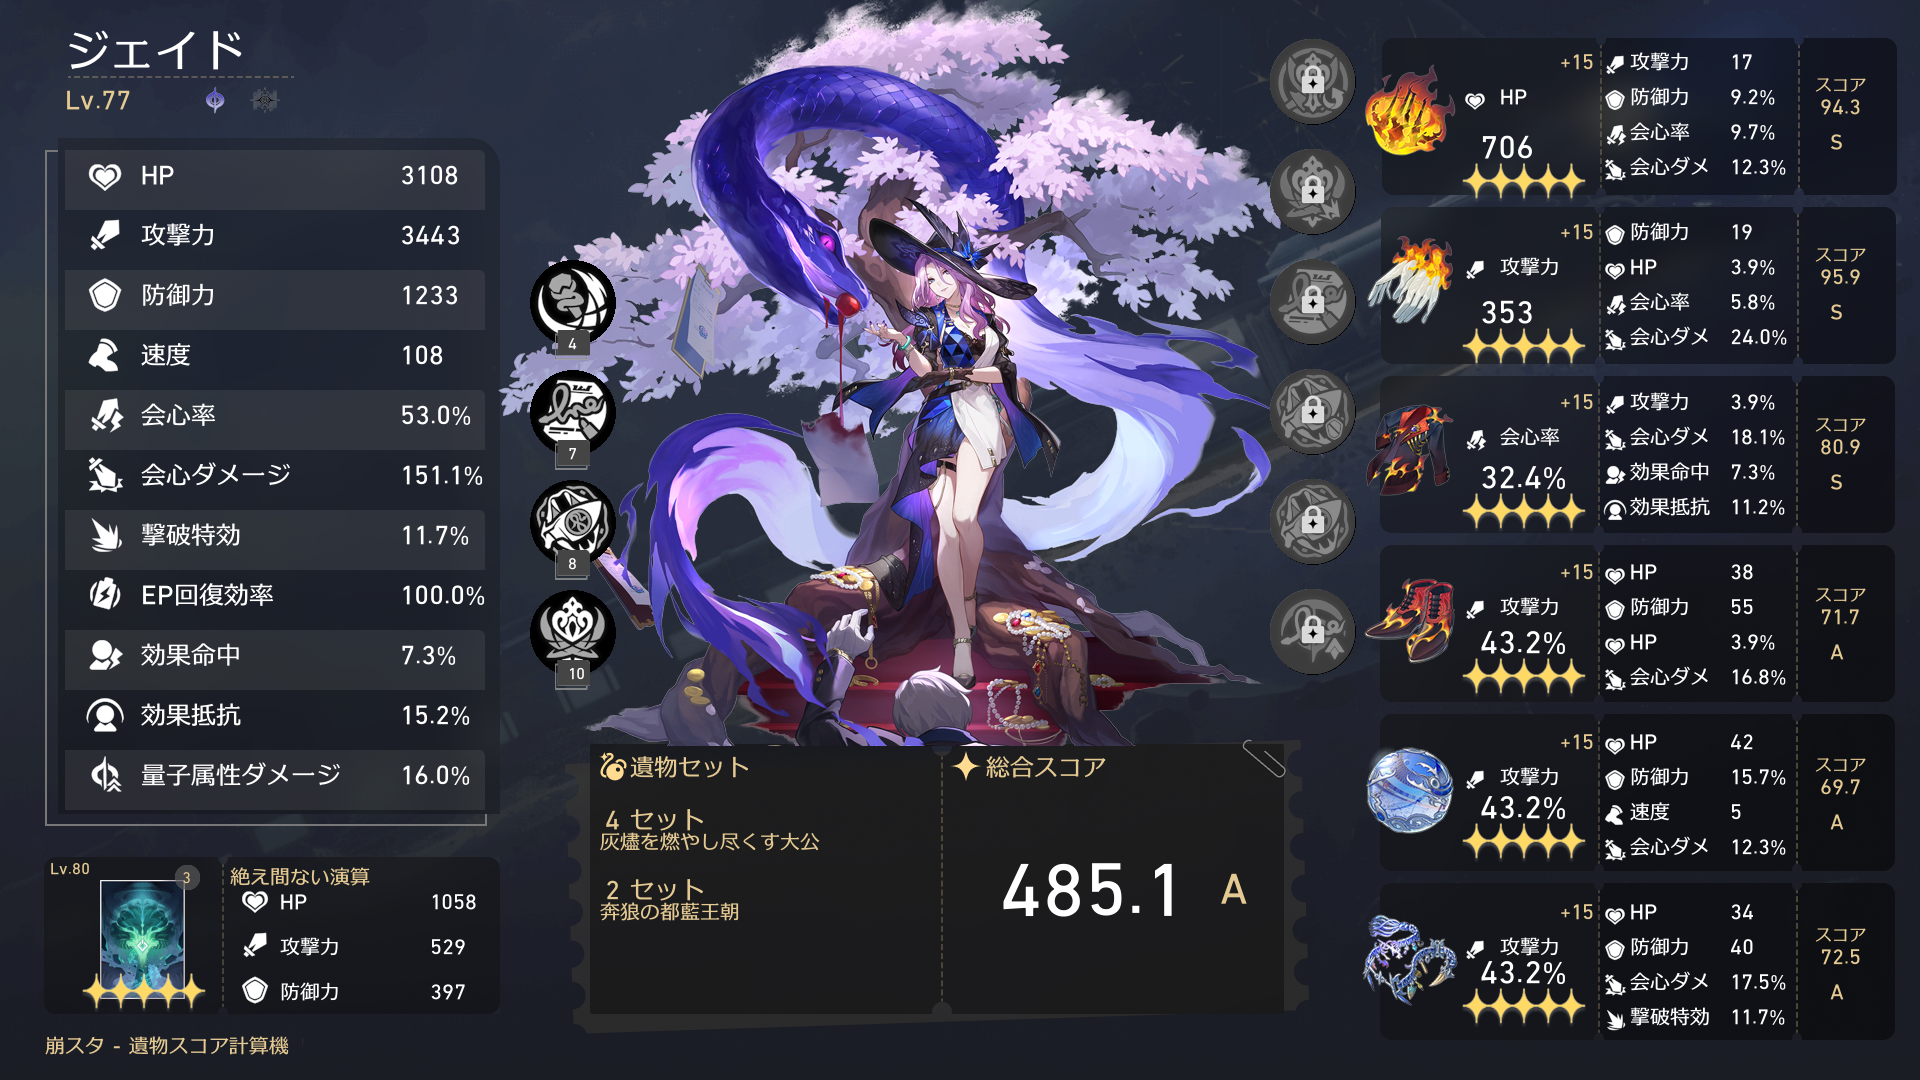 ジェイド
Lv.77
HP 3108
攻撃力 3443
防御力 1233
速度 108
会心率 53.0%
会心ダメージ 151.1%
撃破特効 11.7%
EP回復効率 100.0%
効果命中 7.3%
効果抵抗 15.2%
量子属性ダメージ 16.0%
Lv.80
3
絶え間ない演算
HP 1058
攻撃力 529
防御力 397
崩スタ - 遺物スコア計算機
4
7
8
10
遺物セット
4 セット
灰燼を燃やし尽くす大公
2 セット
奔狼の都藍王朝
総合スコア
485.1 A
+15
HP
706
攻撃力 17
防御力 9.2%
会心率 9.7%
会心ダメ 12.3%
スコア
94.3
S
+15
攻撃力
353
防御力 19
HP 3.9%
会心率 5.8%
会心ダメ 24.0%
スコア
95.9
S
+15
会心率
32.4%
攻撃力 3.9%
会心ダメ 18.1%
効果命中 7.3%
効果抵抗 11.2%
スコア
80.9
S
+15
攻撃力
43.2%
HP 38
防御力 55
HP 3.9%
会心ダメ 16.8%
スコア
71.7
A
+15
攻撃力
43.2%
HP 42
防御力 15.7%
速度 5
会心ダメ 12.3%
スコア
69.7
A
+15
攻撃力
43.2%
HP 34
防御力 40
会心ダメ 17.5%
撃破特効 11.7%
スコア
72.5
A